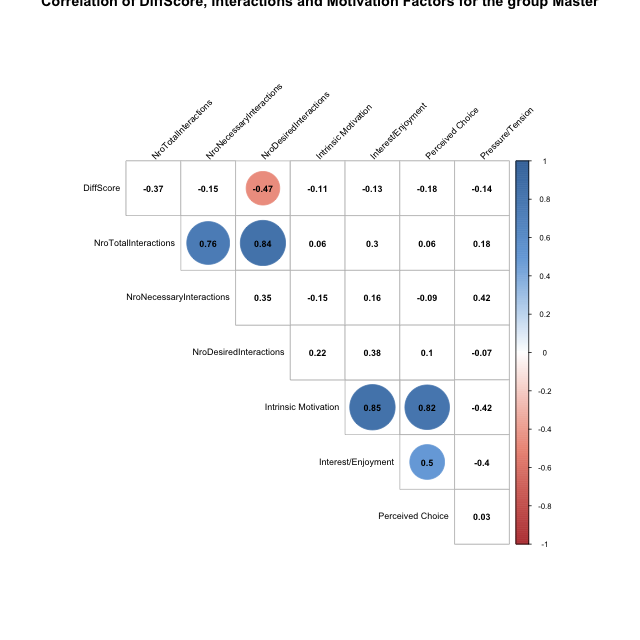 Correlation of DiffScore, Interactions and Motivation Factors for the group Master
NroTotalInteractions
NroNecessaryInteractions
NroDesiredInteractions
Intrinsic Motivation
Interest/Enjoyment
Perceived Choice
Pressure/Tension
DiffScore -0.37 -0.15 -0.47 -0.11 -0.13 -0.18 -0.14
NroTotalInteractions 0.76 0.84 0.06 0.3 0.06 0.18
NroNecessaryInteractions 0.35 -0.15 0.16 -0.09 0.42
NroDesiredInteractions 0.22 0.38 0.1 -0.07
Intrinsic Motivation 0.85 0.82 -0.42
Interest/Enjoyment 0.5 -0.4
Perceived Choice 0.03
1
0.8
0.6
0.4
0.2
0
-0.2
-0.4
-0.6
-0.8
-1